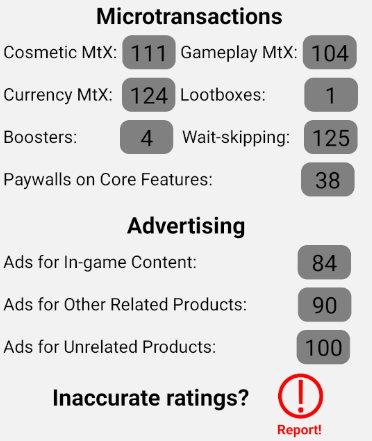 Microtransactions
Cosmetic MtX: 111 Gameplay MtX: 104
Currency MtX: 124 Lootboxes: 1
Boosters: 4 Wait-skipping: 125
Paywalls on Core Features: 38
Advertising
Ads for In-game Content: 84
Ads for Other Related Products: 90
Ads for Unrelated Products: 100
Inaccurate ratings? !
Report!